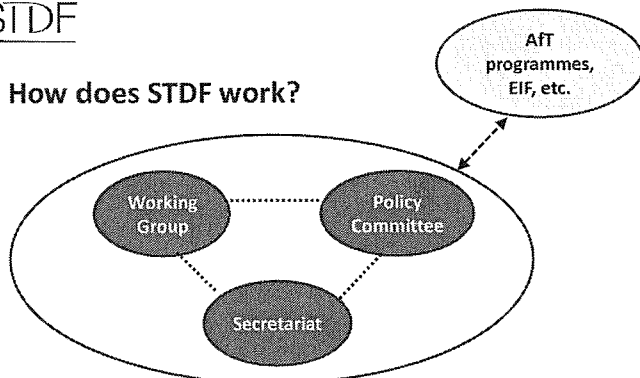 STDF
AfT
programmes,
EIF, etc.
How does STDF work?
Working
Group
Policy
Committee
Secretariat